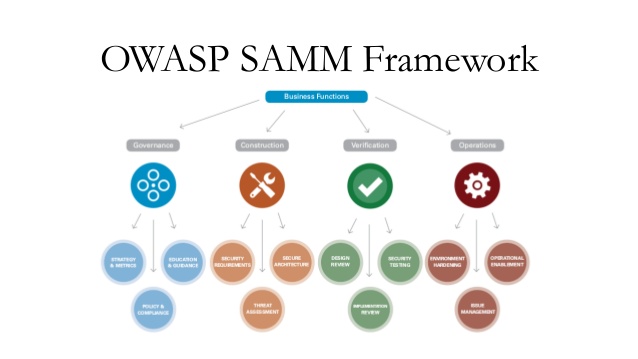 OWASP SAMM Framework
Business Functions
Governance
Construction
Verification
Operations
STRATEGY
& METRICS
EDUCATION
& GUIDANCE
POLICY &
COMPLIANCE
SECURITY
REQUIREMENTS
SECURE
ARCHITECTURE
THREAT
ASSESSMENT
DESIGN
REVIEW
SECURITY
TESTING
IMPLEMENTATION
REVIEW
ENVIRONMENT
HARDENING
OPERATIONAL
ENABLEMENT
ISSUE
MANAGEMENT